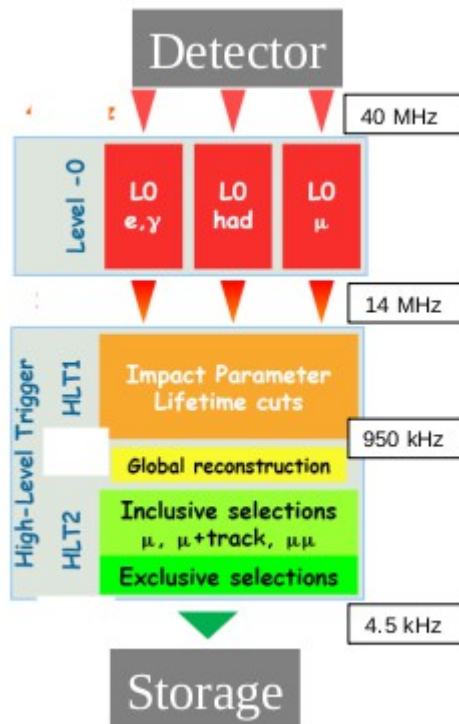 Detector
40 MHz
Level -0
L0
e,γ
L0
had
L0
μ
14 MHz
High-Level Trigger
HLT1
Impact Parameter
Lifetime cuts
950 kHz
Global reconstruction
HLT2
Inclusive selections
μ, μ+track, μμ
Exclusive selections
4.5 kHz
Storage